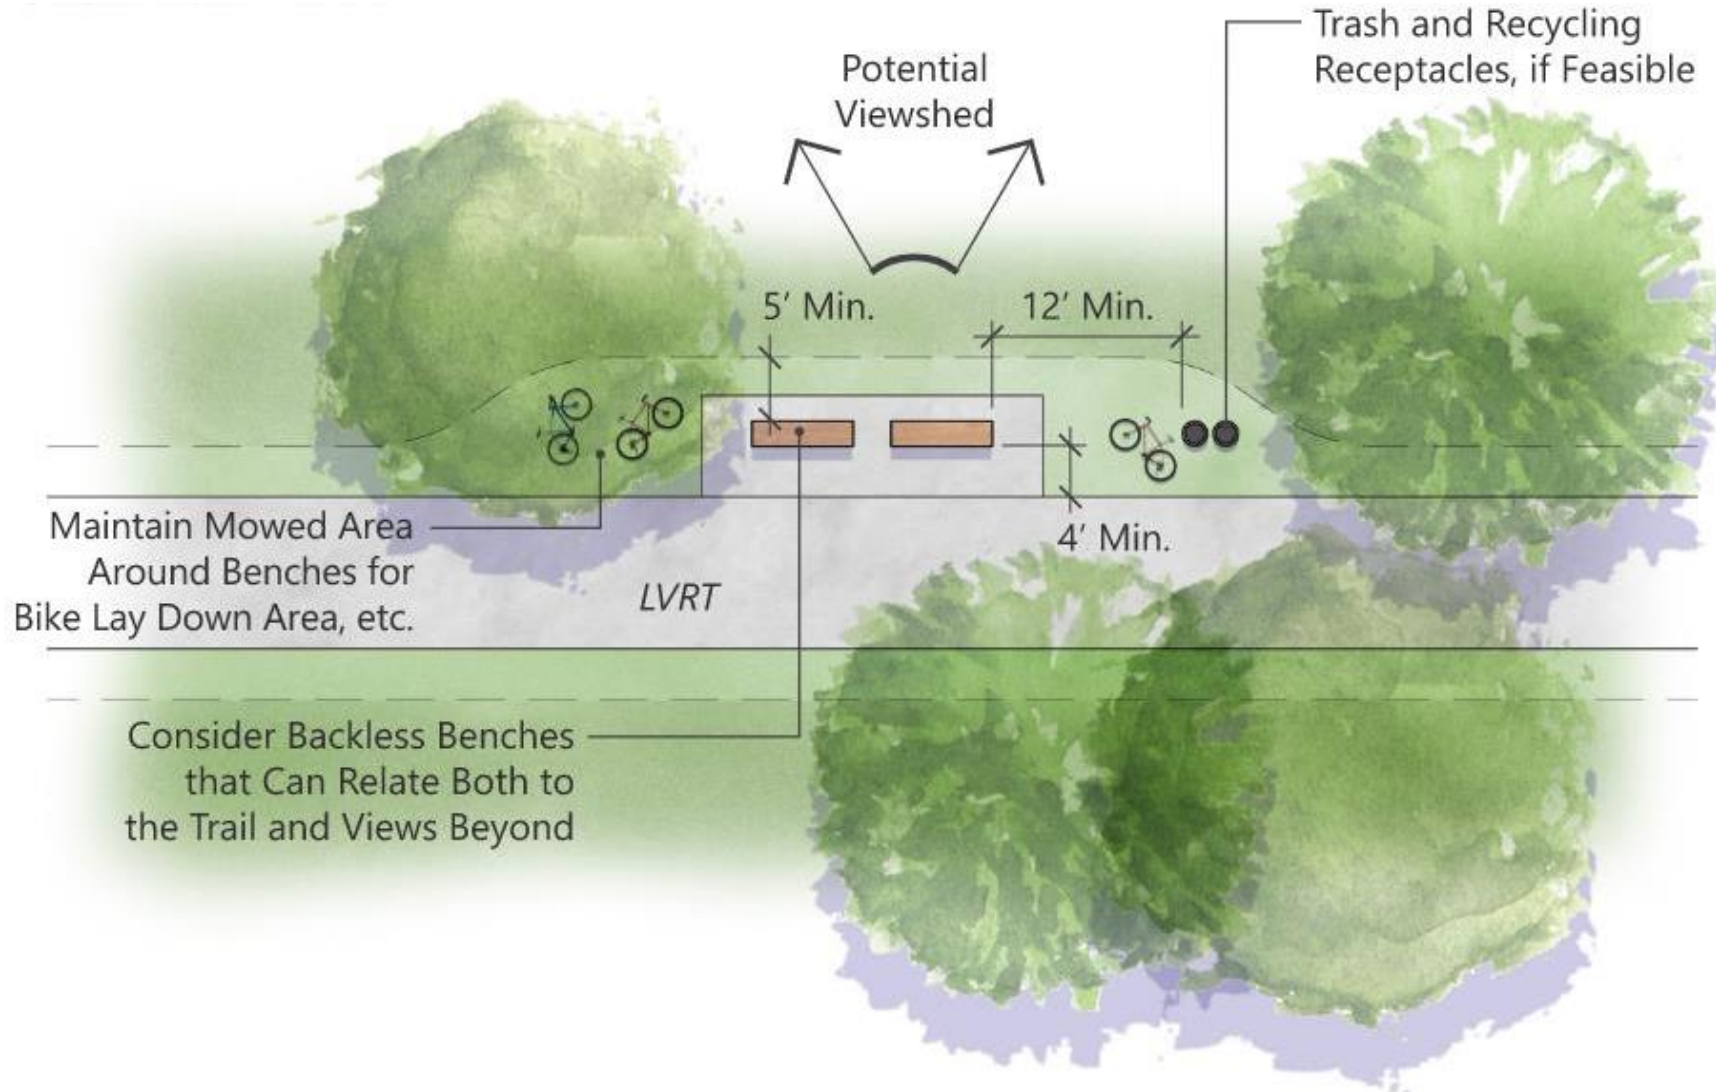 Trash and Recycling
Receptacles, if Feasible
Potential
Viewshed
5’ Min.
12’ Min.
4’ Min.
Maintain Mowed Area
Around Benches for
Bike Lay Down Area, etc.
LVRT
Consider Backless Benches
that Can Relate Both to
the Trail and Views Beyond